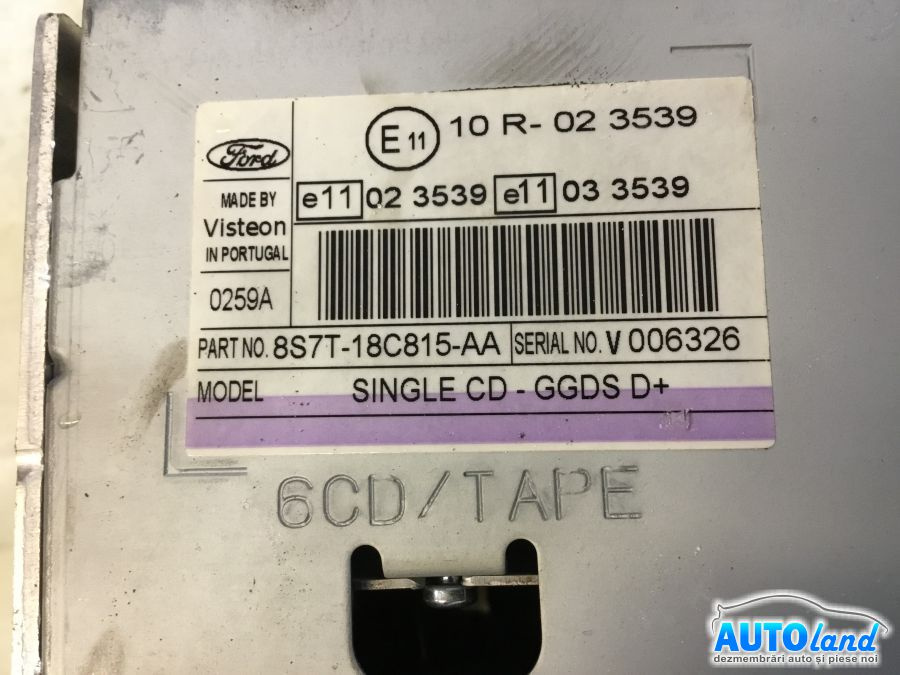 Ford
MADE BY
Visteon
IN PORTUGAL
0259A
E 11 10 R- 02 3539
e11 02 3539 e11 03 3539
PART NO. 8S7T-18C815-AA SERIAL NO. V 006326
MODEL SINGLE CD - GGDS D+
6CD/TAPE
AUTOland
dezmembrări auto și piese noi